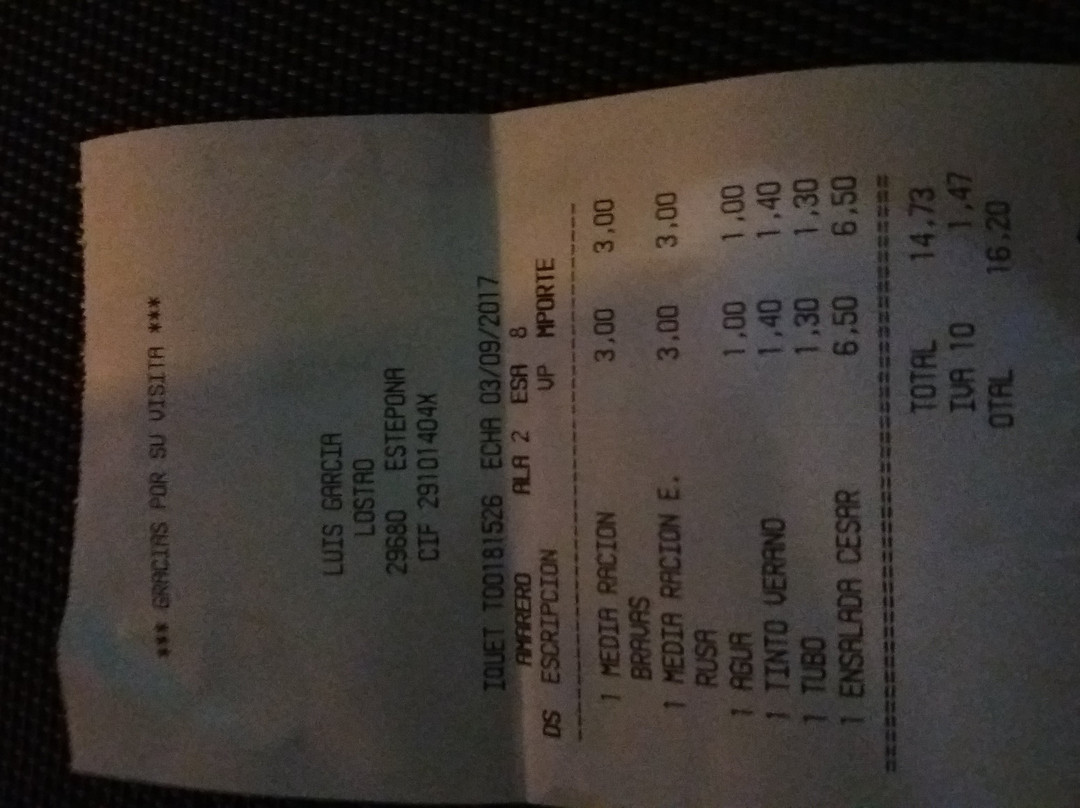 *** GRACIAS POR SU VISITA ***
LUIS GARCIA
LOSTAO
29680 ESTEPONA
CIF 29101404X
IQUET T00181526 ECHA 03/09/2017
AMARERO ALA 2 ESA 8
DS ESCRIPCION VP MPORTE
1 MEDIA RACION 3,00 3,00
BRAVAS
1 MEDIA RACION E. 3,00 3,00
RUSA
1 AGUA 1,00 1,00
1 TINTO VERANO 1,40 1,40
1 TUBO 1,30 1,30
1 ENSALADA CESAR 6,50 6,50
TOTAL 14,73
IVA 10 1,47
OTAL 16,20